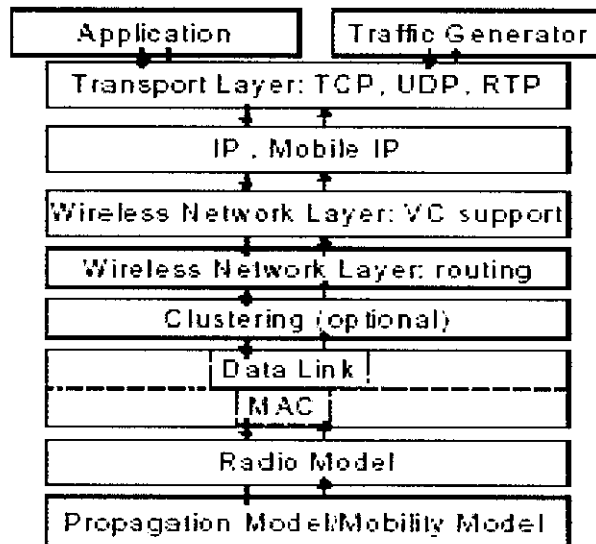 Application
Traffic Generator
Transport Layer: TCP, UDP, RTP
IP , Mobile IP
Wireless Network Layer: VC support
Wireless Network Layer: routing
Clustering (optional)
Data Link
MAC
Radio Model
Propagation Model/Mobility Model